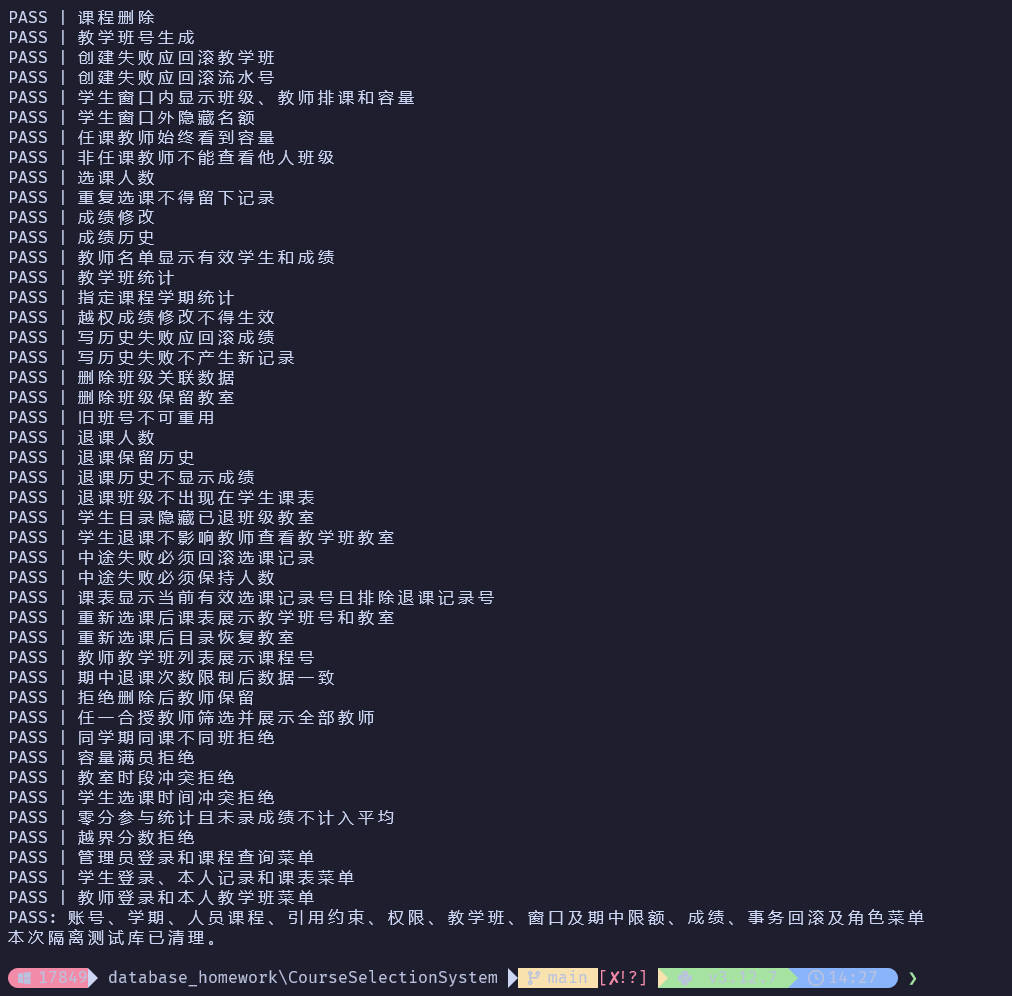 PASS | 课程删除
PASS | 教学班号生成
PASS | 创建失败应回滚教学班
PASS | 创建失败应回滚流水号
PASS | 学生窗口内显示班级、教师排课和容量
PASS | 学生窗口外隐藏名额
PASS | 任课教师始终看到容量
PASS | 非任课教师不能查看他人班级
PASS | 选课人数
PASS | 重复选课不得留下记录
PASS | 成绩修改
PASS | 成绩历史
PASS | 教师名单显示有效学生和成绩
PASS | 教学班统计
PASS | 指定课程学期统计
PASS | 越权成绩修改不得生效
PASS | 写历史失败应回滚成绩
PASS | 写历史失败不产生新记录
PASS | 删除班级关联数据
PASS | 删除班级保留教室
PASS | 旧班号不可重用
PASS | 退课人数
PASS | 退课保留历史
PASS | 退课历史不显示成绩
PASS | 退课班级不出现在学生课表
PASS | 学生目录隐藏已退班级教室
PASS | 学生退课不影响教师查看教学班教室
PASS | 中途失败必须回滚选课记录
PASS | 中途失败必须保持人数
PASS | 课表显示当前有效选课记录号且排除退课记录号
PASS | 重新选课后课表展示教学班号和教室
PASS | 重新选课后目录恢复教室
PASS | 教师教学班列表展示课程号
PASS | 期中退课次数限制后数据一致
PASS | 拒绝删除后教师保留
PASS | 任一合授教师筛选并展示全部教师
PASS | 同学期同课不同班拒绝
PASS | 容量满员拒绝
PASS | 教室时段冲突拒绝
PASS | 学生选课时间冲突拒绝
PASS | 零分参与统计且未录成绩不计入平均
PASS | 越界分数拒绝
PASS | 管理员登录和课程查询菜单
PASS | 学生登录、本人记录和课表菜单
PASS | 教师登录和本人教学班菜单
PASS: 账号、学期、人员课程、引用约束、权限、教学班、窗口及期中限额、成绩、事务回滚及角色菜单
本次隔离测试库已清理。
17849 database_homework\CourseSelectionSystem main [✘!?] 14:27 ❯